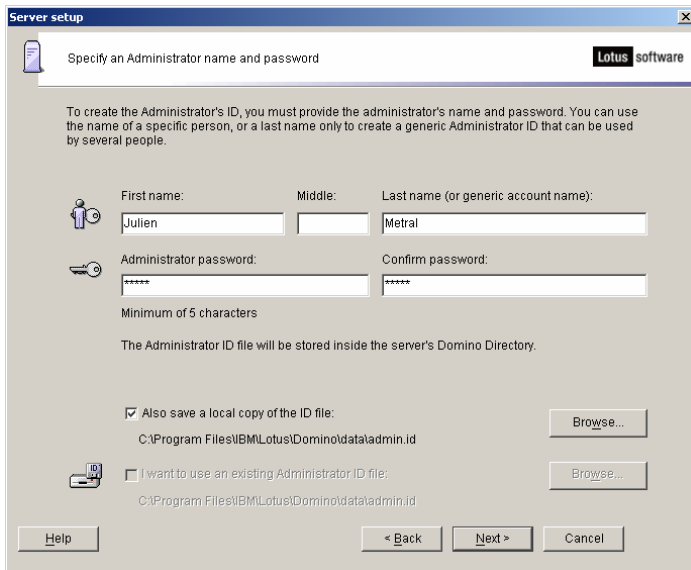 Server setup
Specify an Administrator name and password
Lotus software
To create the Administrator's ID, you must provide the administrator's name and password. You can use
the name of a specific person, or a last name only to create a generic Administrator ID that can be used
by several people.
First name: Middle: Last name (or generic account name):
Julien Metral
Administrator password: Confirm password:
***** *****
Minimum of 5 characters
The Administrator ID file will be stored inside the server's Domino Directory.
Also save a local copy of the ID file:
Browse...
C:\Program Files\IBM\Lotus\Domino\data\admin.id
ID
I want to use an existing Administrator ID file:
Browse...
C:\Program Files\IBM\Lotus\Domino\data\admin.id
Help < Back Next > Cancel